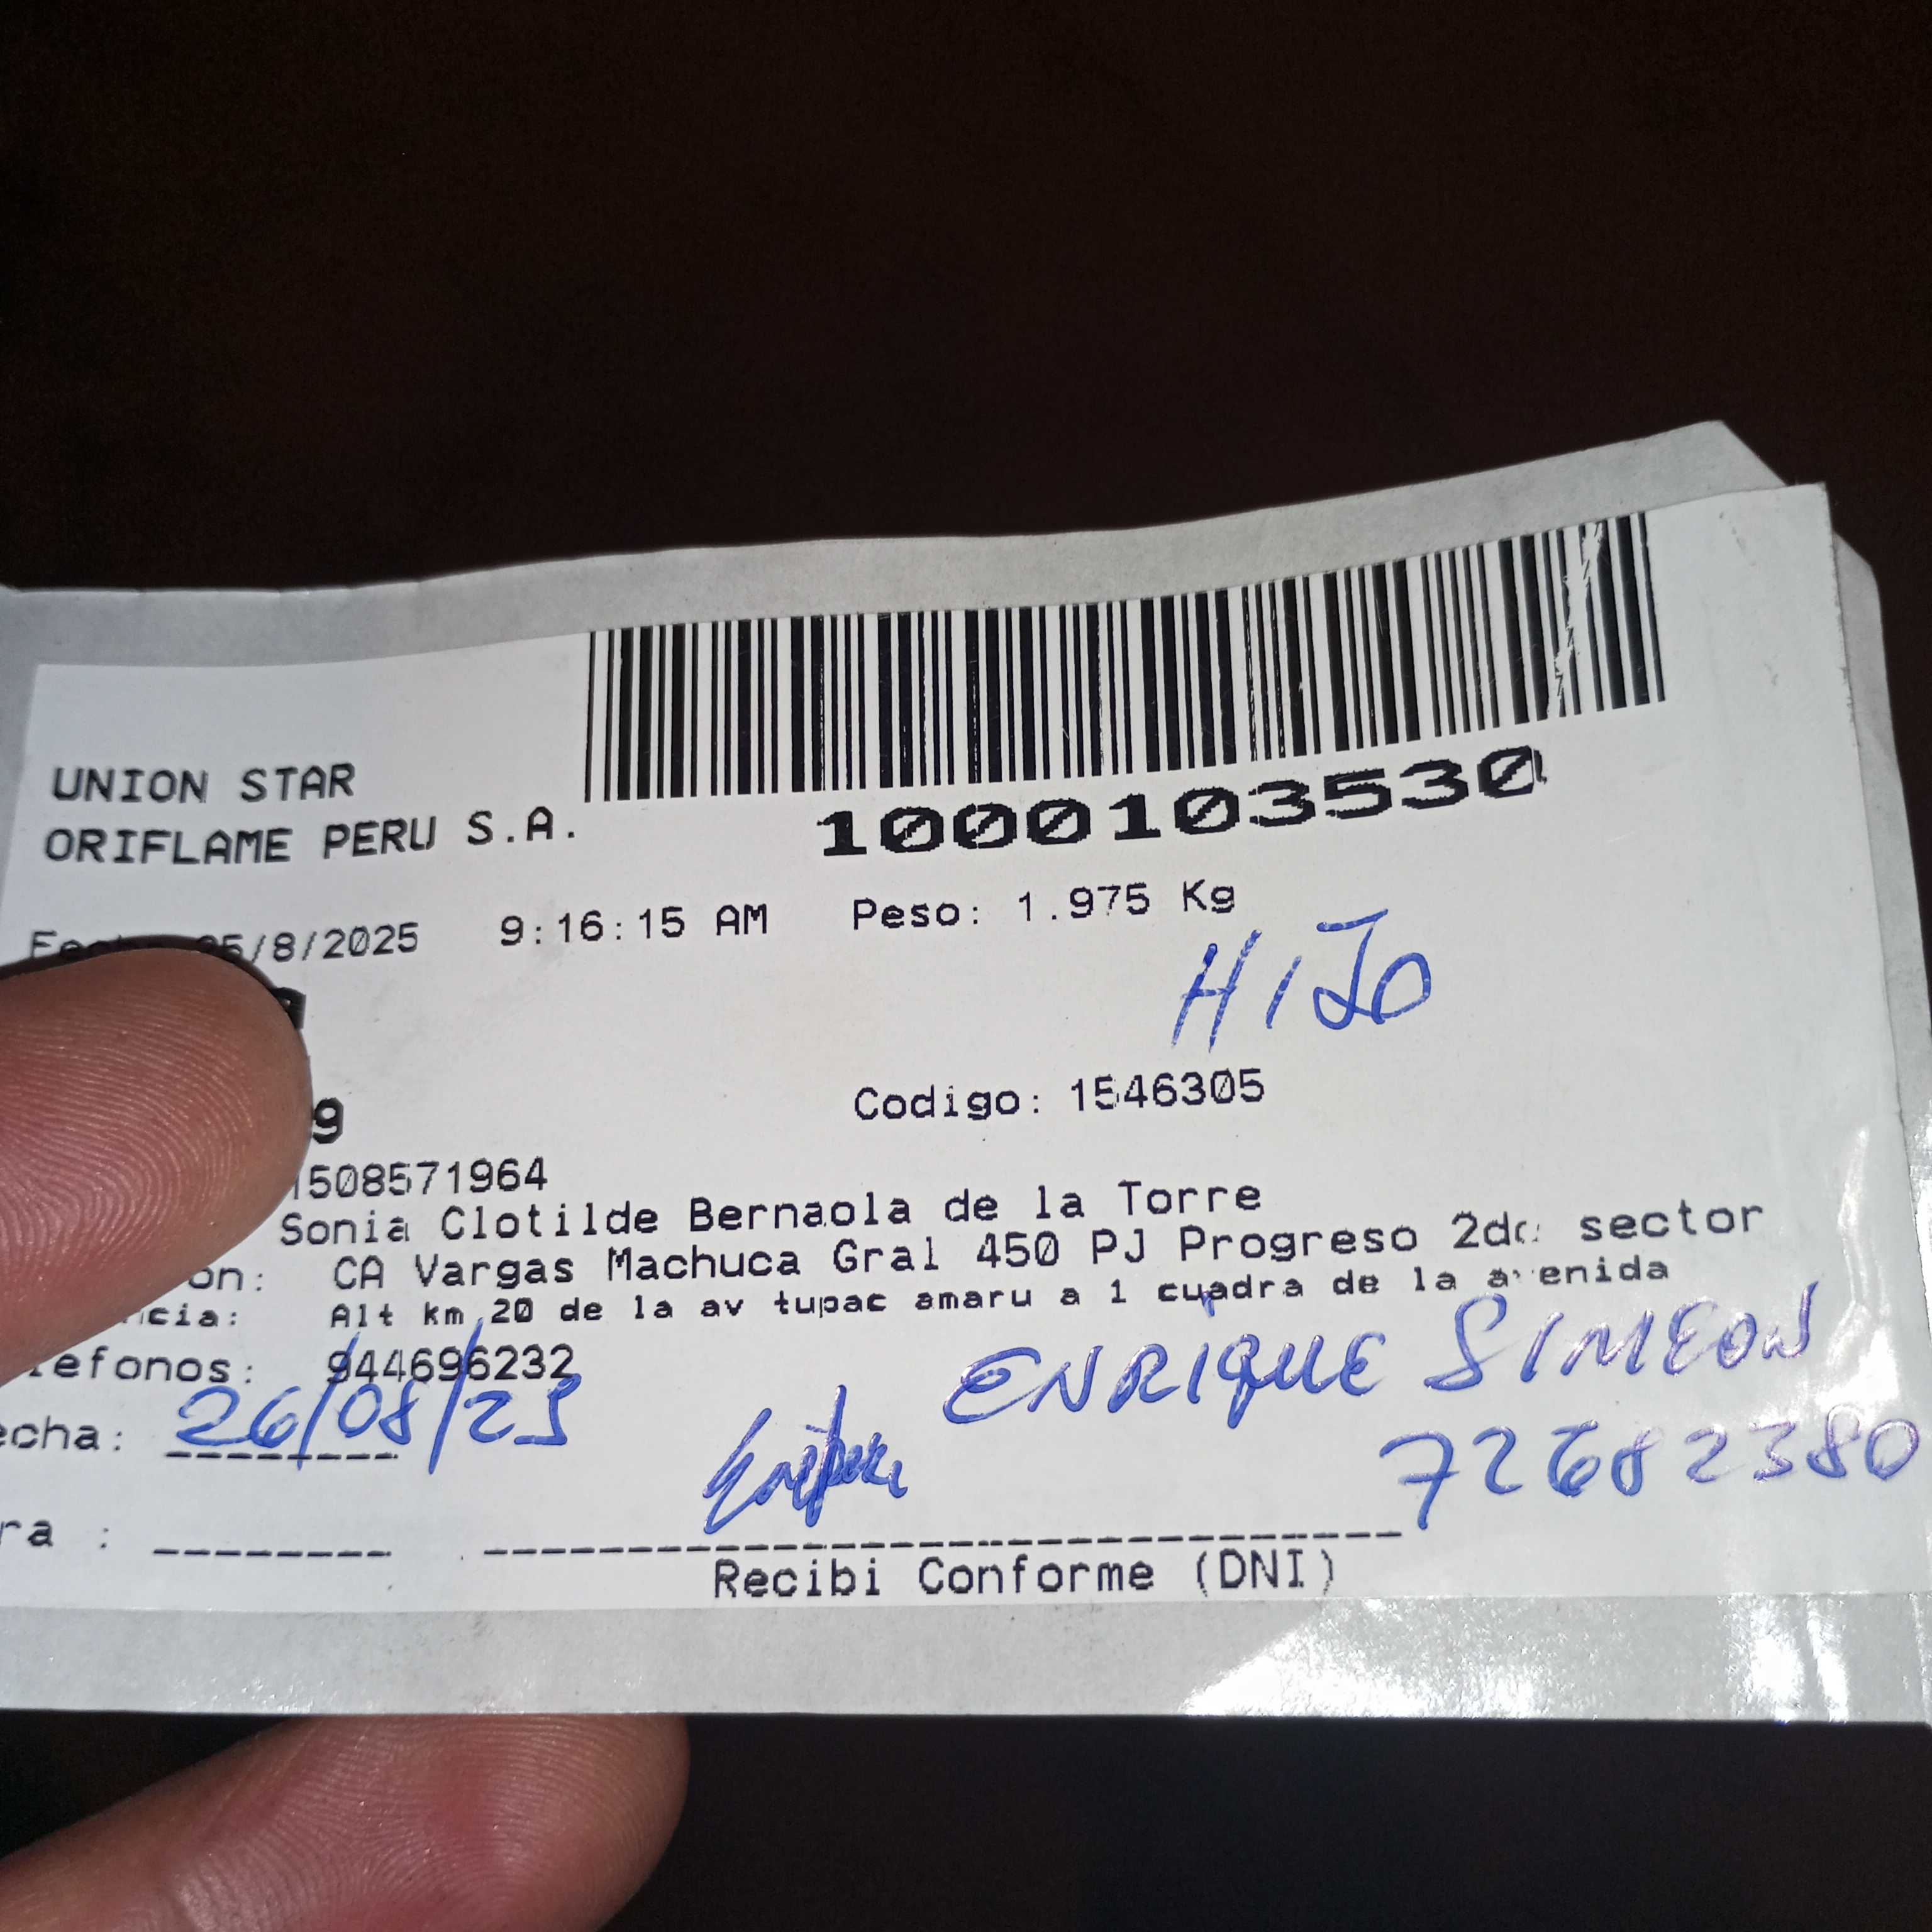 UNION STAR
ORIFLAME PERU S.A.
1000103530
5/8/2025 9:16:15 AM Peso: 1.975 Kg
HIJO
9 Codigo: 1546305
1508571964
Sonia Clotilde Bernaola de la Torre
CA Vargas Machuca Gral 450 PJ Progreso 2do sector
Alt km 20 de la av tupac amaru a 1 cuadra de la avenida
efonos: 944696232
ENRIQUE SIMEON
echa: 26/08/25
72682380
ra :
Recibi Conforme (DNI)